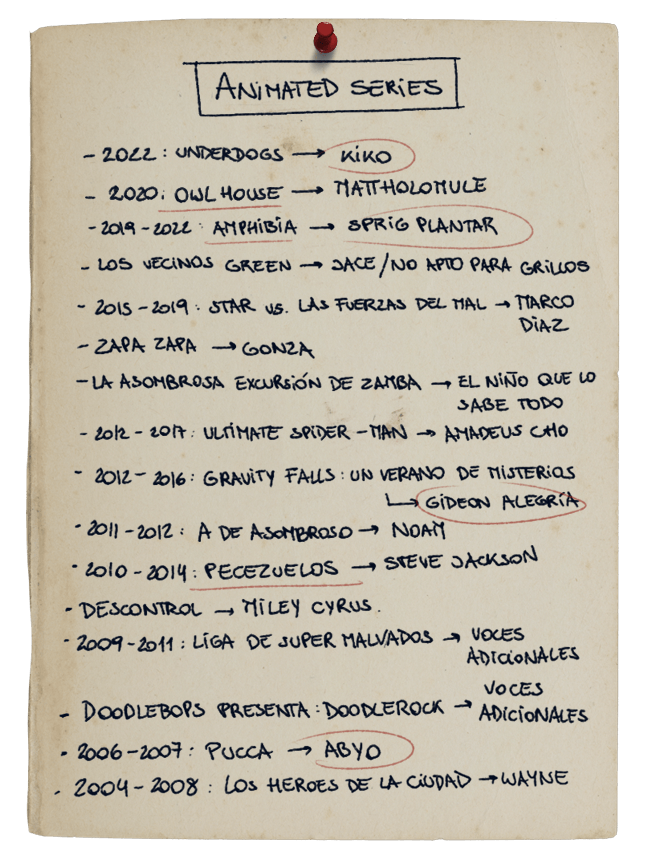 ANIMATED SERIES
- 2022: UNDERDOGS → KIKO
- 2020: OWL HOUSE → MATTHOLOMULE
- 2019-2022: AMPHIBIA → SPRIG PLANTAR
- LOS VECINOS GREEN → JACE/NO APTO PARA GRILLOS
- 2015-2019: STAR VS. LAS FUERZAS DEL MAL → MARCO
DIAZ
- ZAPA ZAPA → GONZA
- LA ASOMBROSA EXCURSIÓN DE ZAMBA → EL NIÑO QUE LO
SABE TODO
- 2012-2017: ULTIMATE SPIDER-MAN → AMADEUS CHO
- 2012-2016: GRAVITY FALLS: UN VERANO DE MISTERIOS
→ GIDEON ALEGRÍA
- 2011-2012: A DE ASOMBROSO → NOAM
- 2010-2014: PECEZUELOS → STEVE JACKSON
- DESCONTROL → MILEY CYRUS.
- 2009-2011: LIGA DE SUPER MALVADOS → VOCES
ADICIONALES
- DOODLEBOPS PRESENTA: DOODLEROCK → VOCES
ADICIONALES
- 2006-2007: PUCCA → ABYO
- 2004-2008: LOS HEROES DE LA CIUDAD → WAYNE